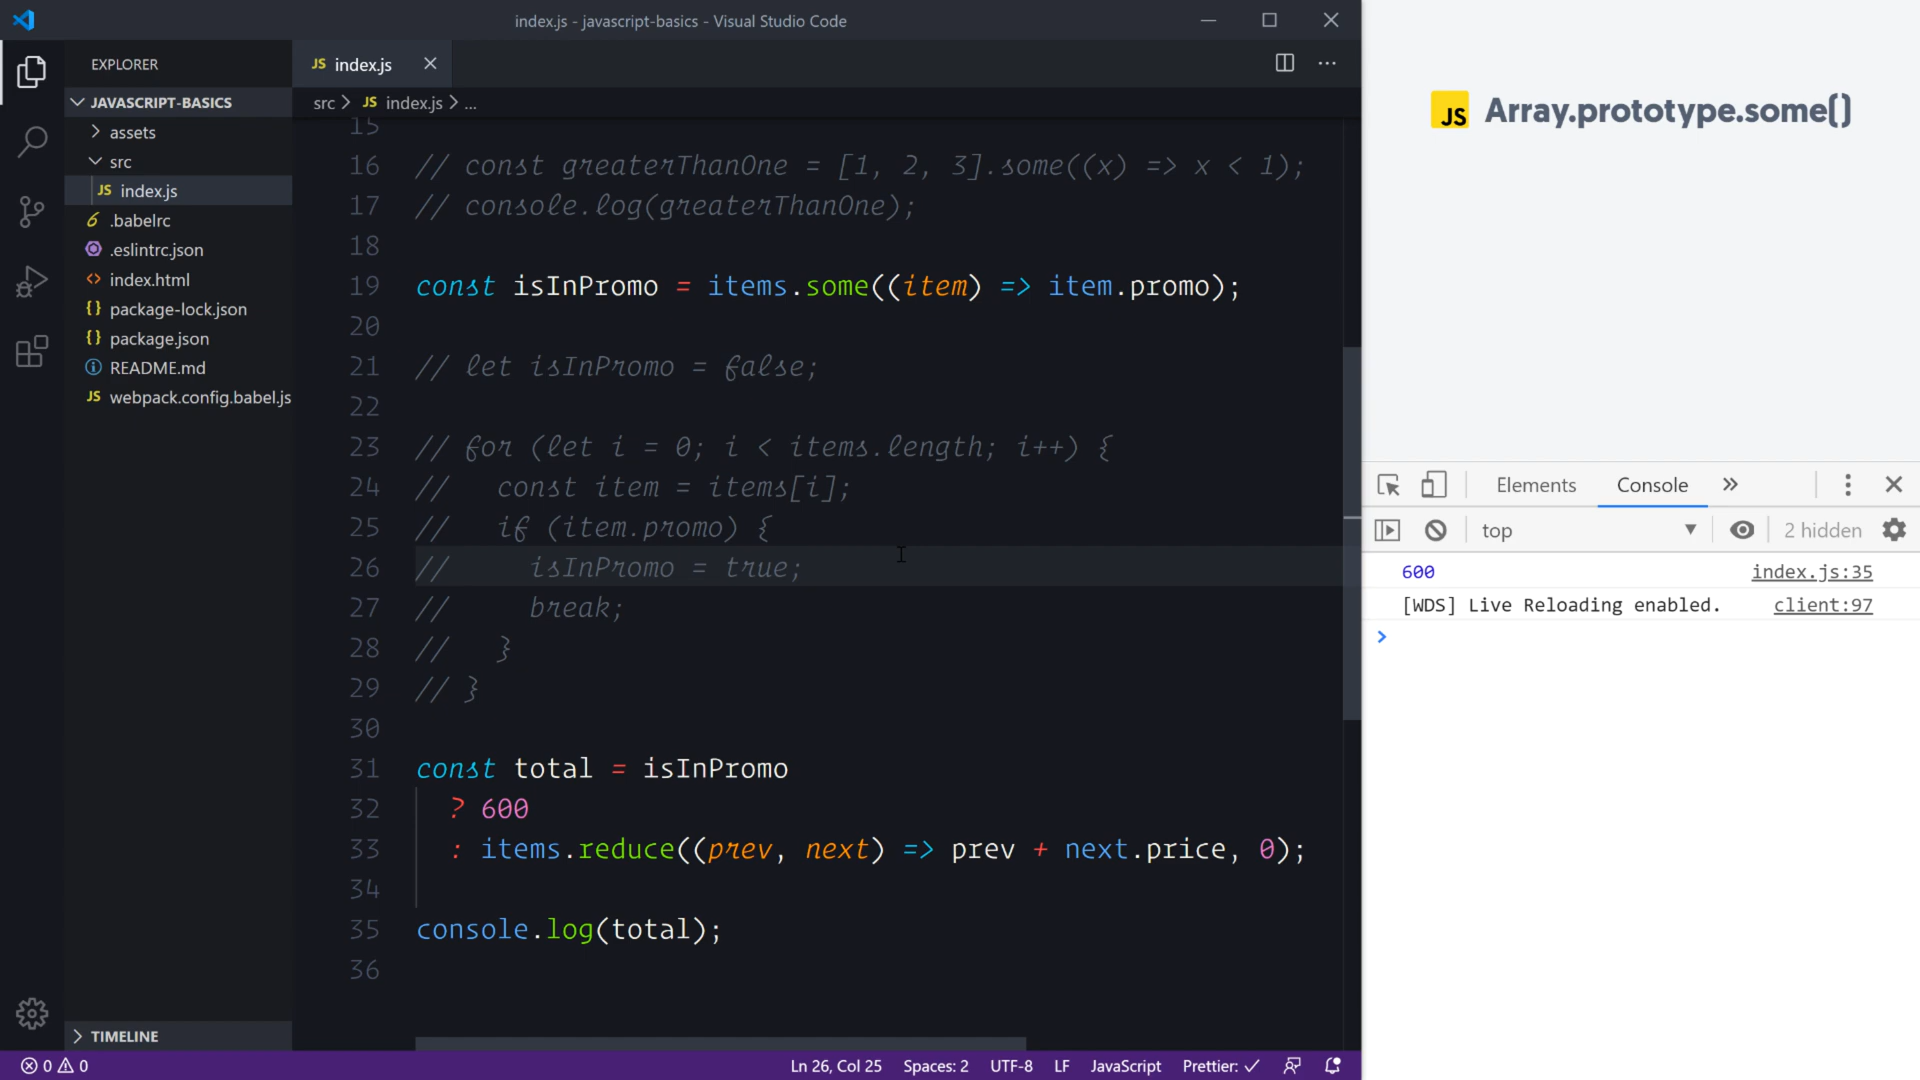 index.js - javascript-basics - Visual Studio Code
EXPLORER
JAVASCRIPT-BASICS
assets
src
JS index.js
.babelrc
.eslintrc.json
index.html
package-lock.json
package.json
README.md
JS webpack.config.babel.js
TIMELINE
JS index.js
src > JS index.js > ...
15
16 // const greaterThanOne = [1, 2, 3].some((x) => x < 1);
17 // console.log(greaterThanOne);
18
19 const isInPromo = items.some((item) => item.promo);
20
21 // let isInPromo = false;
22
23 // for (let i = 0; i < items.length; i++) {
24 //   const item = items[i];
25 //   if (item.promo) {
26 //     isInPromo = true;
27 //     break;
28 //   }
29 // }
30
31 const total = isInPromo
32   ? 600
33   : items.reduce((prev, next) => prev + next.price, 0);
34
35 console.log(total);
36
0 0
Ln 26, Col 25 Spaces: 2 UTF-8 LF JavaScript Prettier: ✓
JS Array.prototype.some()
Elements Console »
top 2 hidden
600 index.js:35
[WDS] Live Reloading enabled. client:97
>